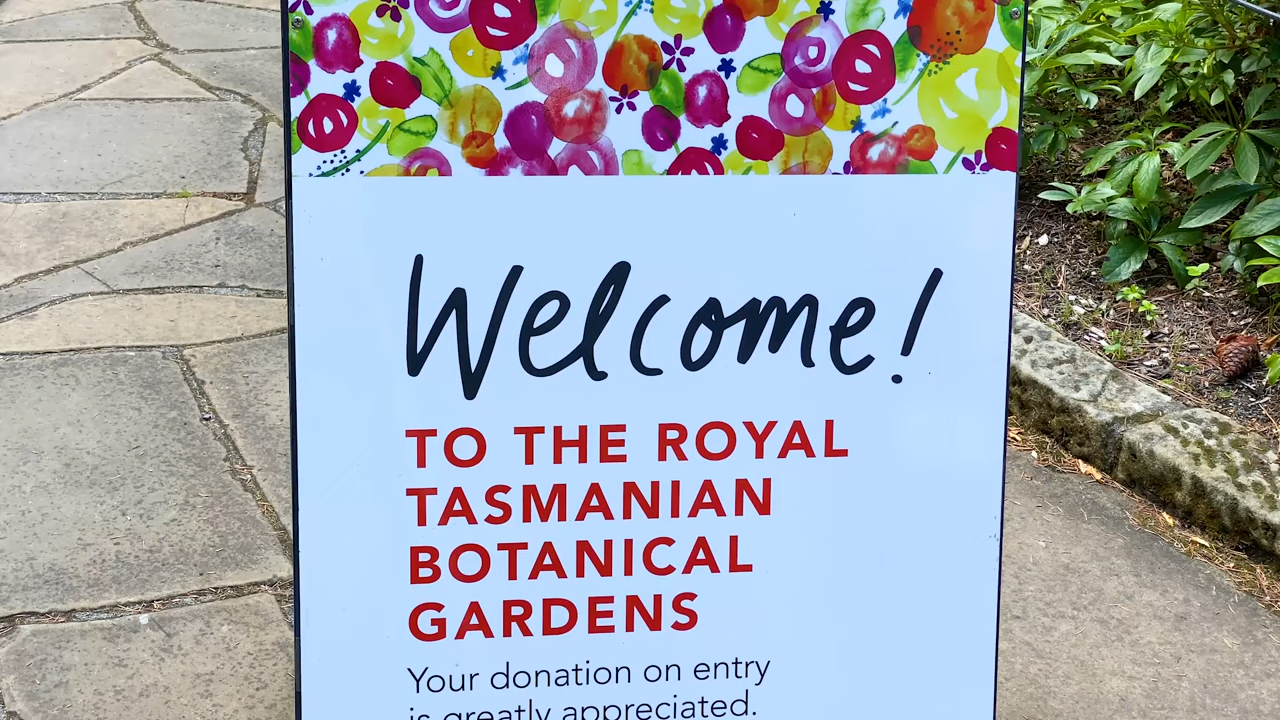 Welcome!
TO THE ROYAL
TASMANIAN
BOTANICAL
GARDENS
Your donation on entry
is greatly appreciated.